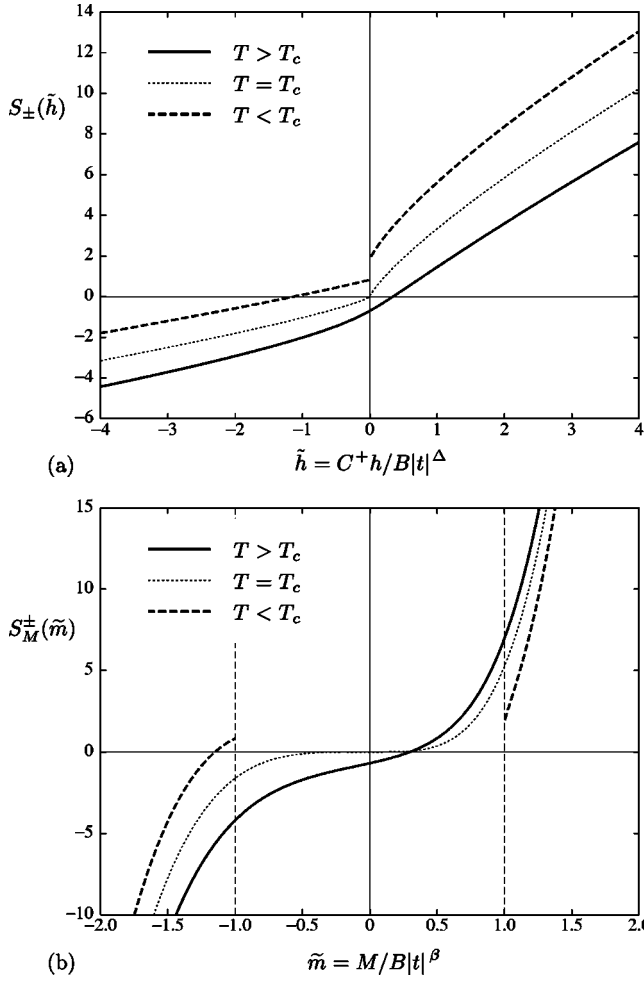 14
12
10
8
6
4
2
0
−2
−4
−6
S±(h̃)
T > Tc
T = Tc
T < Tc
−4 −3 −2 −1 0 1 2 3 4
(a) h̃ = C⁺h/B|t|^Δ
15
10
5
0
−5
−10
S_M^±(m̃)
T > Tc
T = Tc
T < Tc
−2.0 −1.5 −1.0 −0.5 0 0.5 1.0 1.5 2.0
(b) m̃ = M/B|t|^β